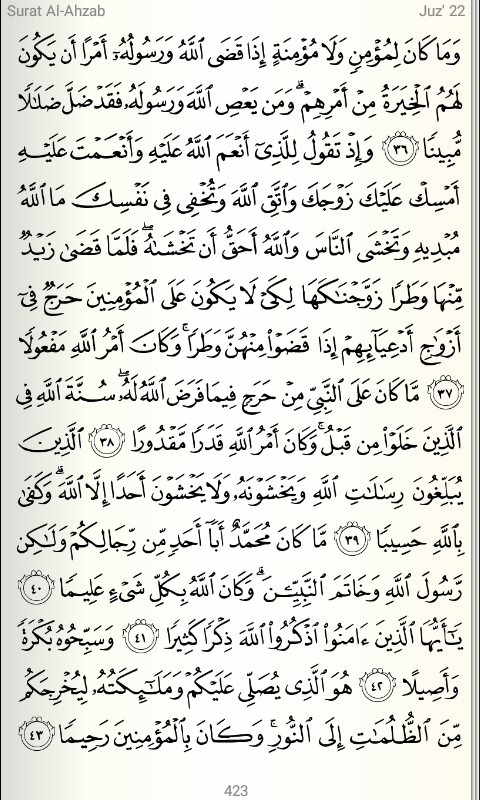 Surat Al-Ahzab Juz' 22
وَمَا كَانَ لِمُؤْمِنٍ وَلَا مُؤْمِنَةٍ إِذَا قَضَى ٱللَّهُ وَرَسُولُهُۥٓ أَمْرًا أَن يَكُونَ
لَهُمُ ٱلْخِيَرَةُ مِنْ أَمْرِهِمْ ۗ وَمَن يَعْصِ ٱللَّهَ وَرَسُولَهُۥ فَقَدْ ضَلَّ ضَلَـٰلًا
مُّبِينًا ٣٦ وَإِذْ تَقُولُ لِلَّذِىٓ أَنْعَمَ ٱللَّهُ عَلَيْهِ وَأَنْعَمْتَ عَلَيْهِ
أَمْسِكْ عَلَيْكَ زَوْجَكَ وَٱتَّقِ ٱللَّهَ وَتُخْفِى فِى نَفْسِكَ مَا ٱللَّهُ
مُبْدِيهِ وَتَخْشَى ٱلنَّاسَ وَٱللَّهُ أَحَقُّ أَن تَخْشَىٰهُ ۖ فَلَمَّا قَضَىٰ زَيْدٌ
مِّنْهَا وَطَرًا زَوَّجْنَـٰكَهَا لِكَىْ لَا يَكُونَ عَلَى ٱلْمُؤْمِنِينَ حَرَجٌ فِىٓ
أَزْوَٰجِ أَدْعِيَآئِهِمْ إِذَا قَضَوْا۟ مِنْهُنَّ وَطَرًا ۚ وَكَانَ أَمْرُ ٱللَّهِ مَفْعُولًا
٣٧ مَّا كَانَ عَلَى ٱلنَّبِىِّ مِنْ حَرَجٍ فِيمَا فَرَضَ ٱللَّهُ لَهُۥ ۖ سُنَّةَ ٱللَّهِ فِى
ٱلَّذِينَ خَلَوْا۟ مِن قَبْلُ ۚ وَكَانَ أَمْرُ ٱللَّهِ قَدَرًا مَّقْدُورًا ٣٨ ٱلَّذِينَ
يُبَلِّغُونَ رِسَـٰلَـٰتِ ٱللَّهِ وَيَخْشَوْنَهُۥ وَلَا يَخْشَوْنَ أَحَدًا إِلَّا ٱللَّهَ ۗ وَكَفَىٰ
بِٱللَّهِ حَسِيبًا ٣٩ مَّا كَانَ مُحَمَّدٌ أَبَآ أَحَدٍ مِّن رِّجَالِكُمْ وَلَـٰكِن
رَّسُولَ ٱللَّهِ وَخَاتَمَ ٱلنَّبِيِّـۧنَ ۗ وَكَانَ ٱللَّهُ بِكُلِّ شَىْءٍ عَلِيمًا ٤٠
يَـٰٓأَيُّهَا ٱلَّذِينَ ءَامَنُوا۟ ٱذْكُرُوا۟ ٱللَّهَ ذِكْرًا كَثِيرًا ٤١ وَسَبِّحُوهُ بُكْرَةً
وَأَصِيلًا ٤٢ هُوَ ٱلَّذِى يُصَلِّى عَلَيْكُمْ وَمَلَـٰٓئِكَتُهُۥ لِيُخْرِجَكُم
مِّنَ ٱلظُّلُمَـٰتِ إِلَى ٱلنُّورِ ۚ وَكَانَ بِٱلْمُؤْمِنِينَ رَحِيمًا ٤٣
423